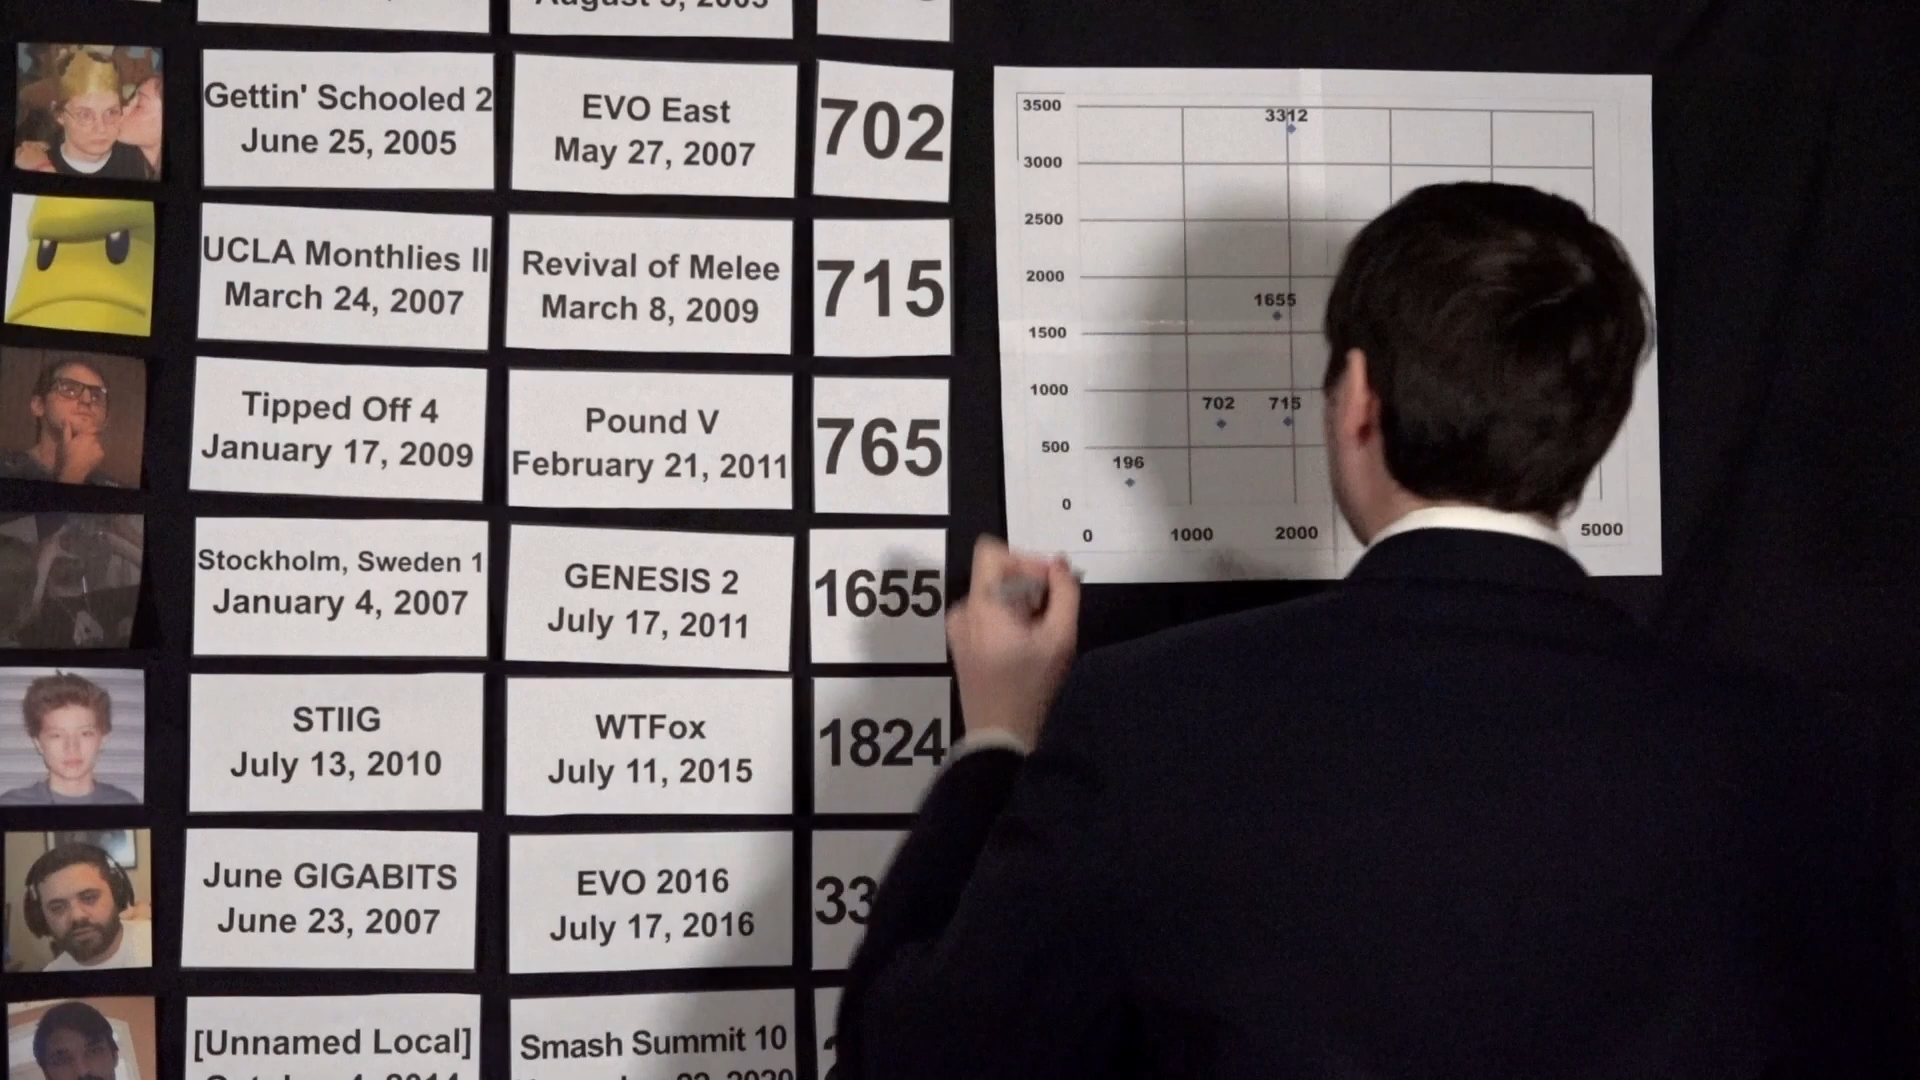 Gettin' Schooled 2
June 25, 2005
EVO East
May 27, 2007
702
UCLA Monthlies II
March 24, 2007
Revival of Melee
March 8, 2009
715
Tipped Off 4
January 17, 2009
Pound V
February 21, 2011
765
Stockholm, Sweden 1
January 4, 2007
GENESIS 2
July 17, 2011
1655
STIIG
July 13, 2010
WTFox
July 11, 2015
1824
June GIGABITS
June 23, 2007
EVO 2016
July 17, 2016
33
[Unnamed Local]
Smash Summit 10
3500
3000
2500
2000
1500
1000
500
0
3312
1655
702
715
196
0
1000
2000
5000